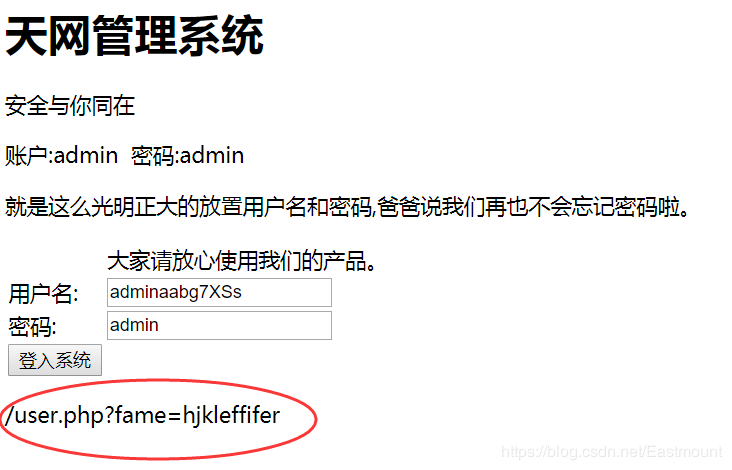 天网管理系统
安全与你同在
账户:admin 密码:admin
就是这么光明正大的放置用户名和密码,爸爸说我们再也不会忘记密码啦。
大家请放心使用我们的产品。
用户名: adminaabg7XSs
密码: admin
登入系统
/user.php?fame=hjkleffifer
https://blog.csdn.net/Eastmount